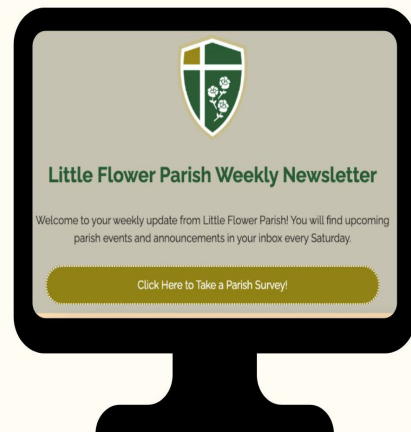 Little Flower Parish Weekly Newsletter
Welcome to your weekly update from Little Flower Parish! You will find upcoming
parish events and announcements in your inbox every Saturday.
Click Here to Take a Parish Survey!